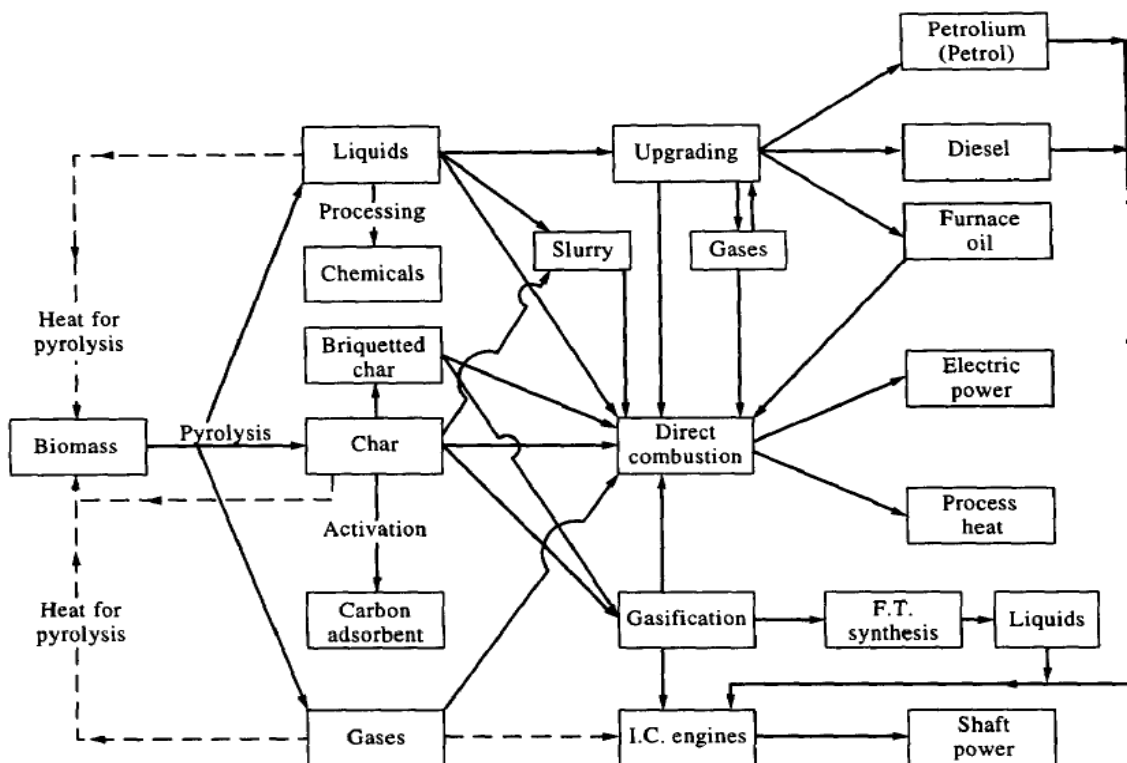 Petrolium
(Petrol)
Liquids
Upgrading
Diesel
Processing
Furnace
oil
Slurry
Gases
Chemicals
Heat for
pyrolysis
Briquetted
char
Electric
power
Biomass
Pyrolysis
Char
Direct
combustion
Process
heat
Activation
Heat for
pyrolysis
Carbon
adsorbent
Gasification
F.T.
synthesis
Liquids
Gases
I.C. engines
Shaft
power